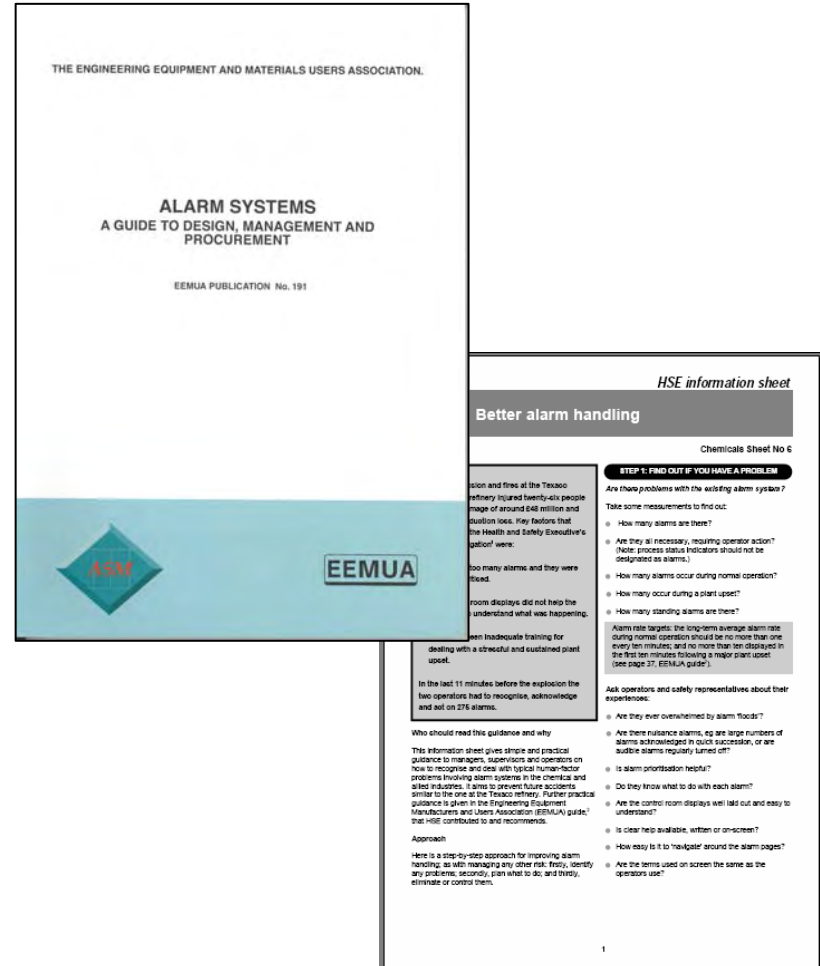 THE ENGINEERING EQUIPMENT AND MATERIALS USERS ASSOCIATION.
ALARM SYSTEMS
A GUIDE TO DESIGN, MANAGEMENT AND
PROCUREMENT
EEMUA PUBLICATION No. 191
ASM
EEMUA
HSE information sheet
Better alarm handling
Chemicals Sheet No 6
sion and fires at the Texaco
refinery injured twenty-six people
mage of around £48 million and
duction loss. Key factors that
the Health and Safety Executive's
gation¹ were:
too many alarms and they were
ritised.
room displays did not help the
o understand what was happening.
een inadequate training for
dealing with a stressful and sustained plant
upset.
In the last 11 minutes before the explosion the
two operators had to recognise, acknowledge
and act on 275 alarms.
Who should read this guidance and why
This information sheet gives simple and practical
guidance to managers, supervisors and operators on
how to recognise and deal with typical human-factor
problems involving alarm systems in the chemical and
allied industries. It aims to prevent future accidents
similar to the one at the Texaco refinery. Further practical
guidance is given in the Engineering Equipment
Manufacturers and Users Association (EEMUA) guide,²
that HSE contributed to and recommends.
Approach
Here is a step-by-step approach for improving alarm
handling; as with managing any other risk: firstly, identify
any problems; secondly, plan what to do; and thirdly,
eliminate or control them.
STEP 1: FIND OUT IF YOU HAVE A PROBLEM
Are there problems with the existing alarm system?
Take some measurements to find out:
How many alarms are there?
Are they all necessary, requiring operator action?
(Note: process status indicators should not be
designated as alarms.)
How many alarms occur during normal operation?
How many occur during a plant upset?
How many standing alarms are there?
Alarm rate targets: the long-term average alarm rate
during normal operation should be no more than one
every ten minutes; and no more than ten displayed in
the first ten minutes following a major plant upset
(see page 37, EEMUA guide²).
Ask operators and safety representatives about their
experiences:
Are they ever overwhelmed by alarm 'floods'?
Are there nuisance alarms, eg are large numbers of
alarms acknowledged in quick succession, or are
audible alarms regularly turned off?
Is alarm prioritisation helpful?
Do they know what to do with each alarm?
Are the control room displays well laid out and easy to
understand?
Is clear help available, written or on-screen?
How easy is it to 'navigate' around the alarm pages?
Are the terms used on screen the same as the
operators use?
1